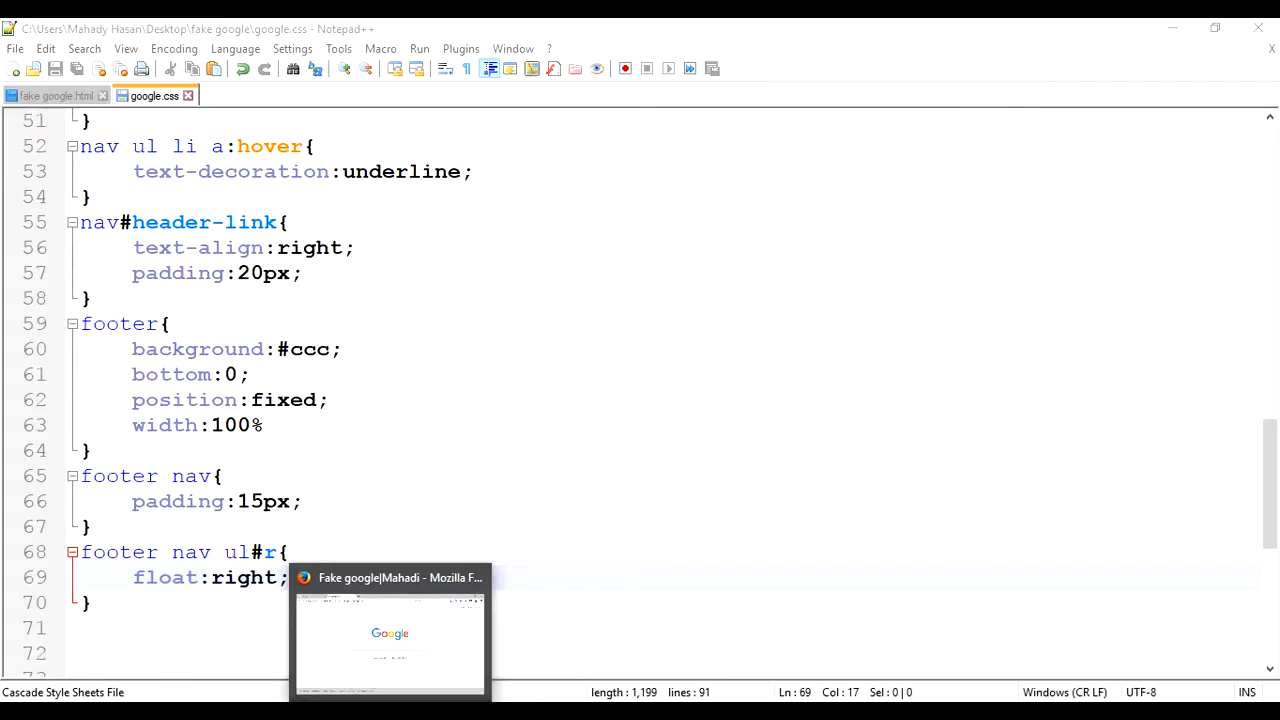 C:\Users\Mahady Hasan\Desktop\fake google\google.css - Notepad++
File Edit Search View Encoding Language Settings Tools Macro Run Plugins Window ? X
fake google.html google.css
51 }
52 nav ul li a:hover{
53 text-decoration:underline;
54 }
55 nav#header-link{
56 text-align:right;
57 padding:20px;
58 }
59 footer{
60 background:#ccc;
61 bottom:0;
62 position:fixed;
63 width:100%
64 }
65 footer nav{
66 padding:15px;
67 }
68 footer nav ul#r{
69 float:right;
70 }
71
72
Fake google|Mahadi - Mozilla F...
Google
Cascade Style Sheets File length : 1,199 lines : 91 Ln : 69 Col : 17 Sel : 0 | 0 Windows (CR LF) UTF-8 INS